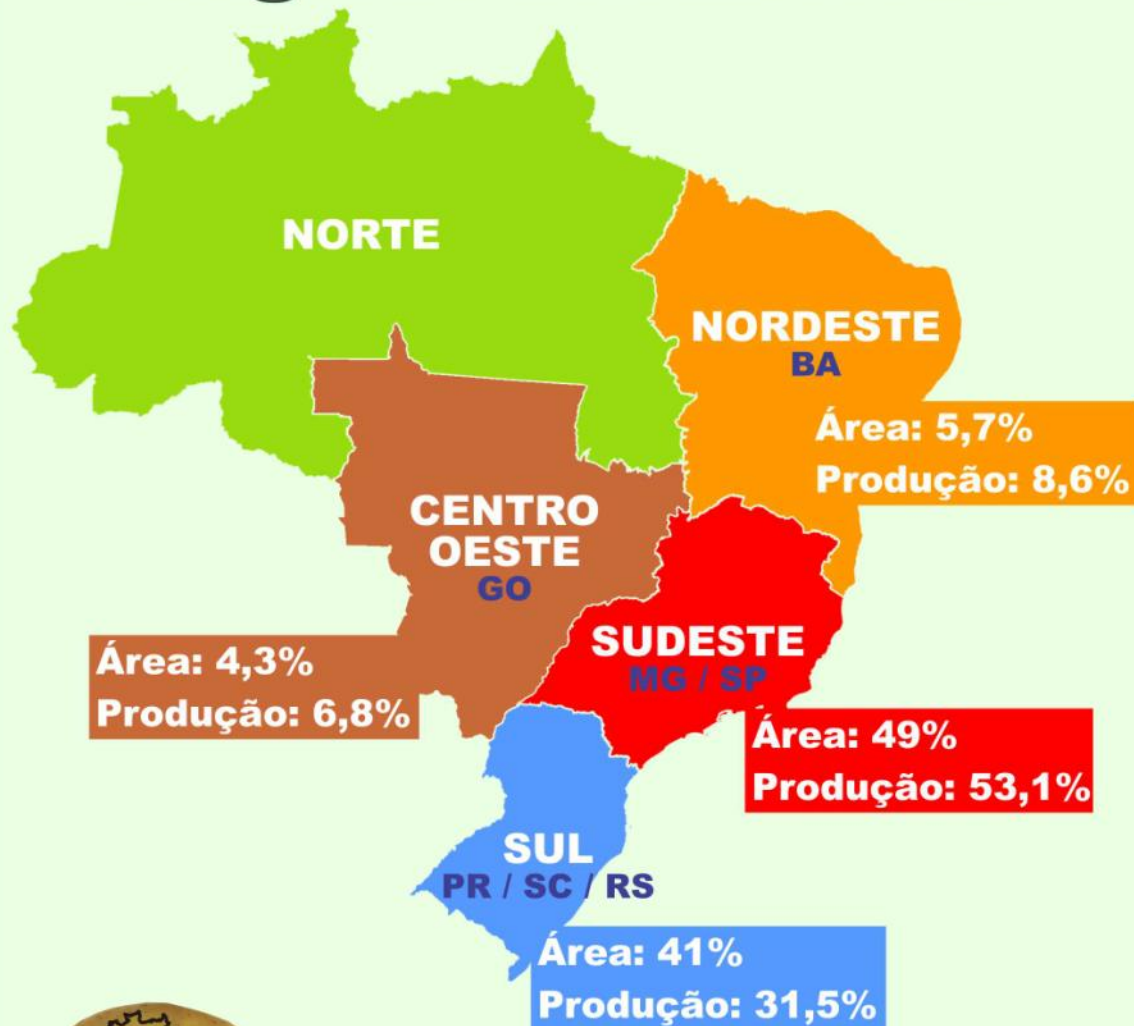 NORTE
NORDESTE
BA
Área: 5,7%
Produção: 8,6%
CENTRO
OESTE
GO
Área: 4,3%
Produção: 6,8%
SUDESTE
MG / SP
Área: 49%
Produção: 53,1%
SUL
PR / SC / RS
Área: 41%
Produção: 31,5%